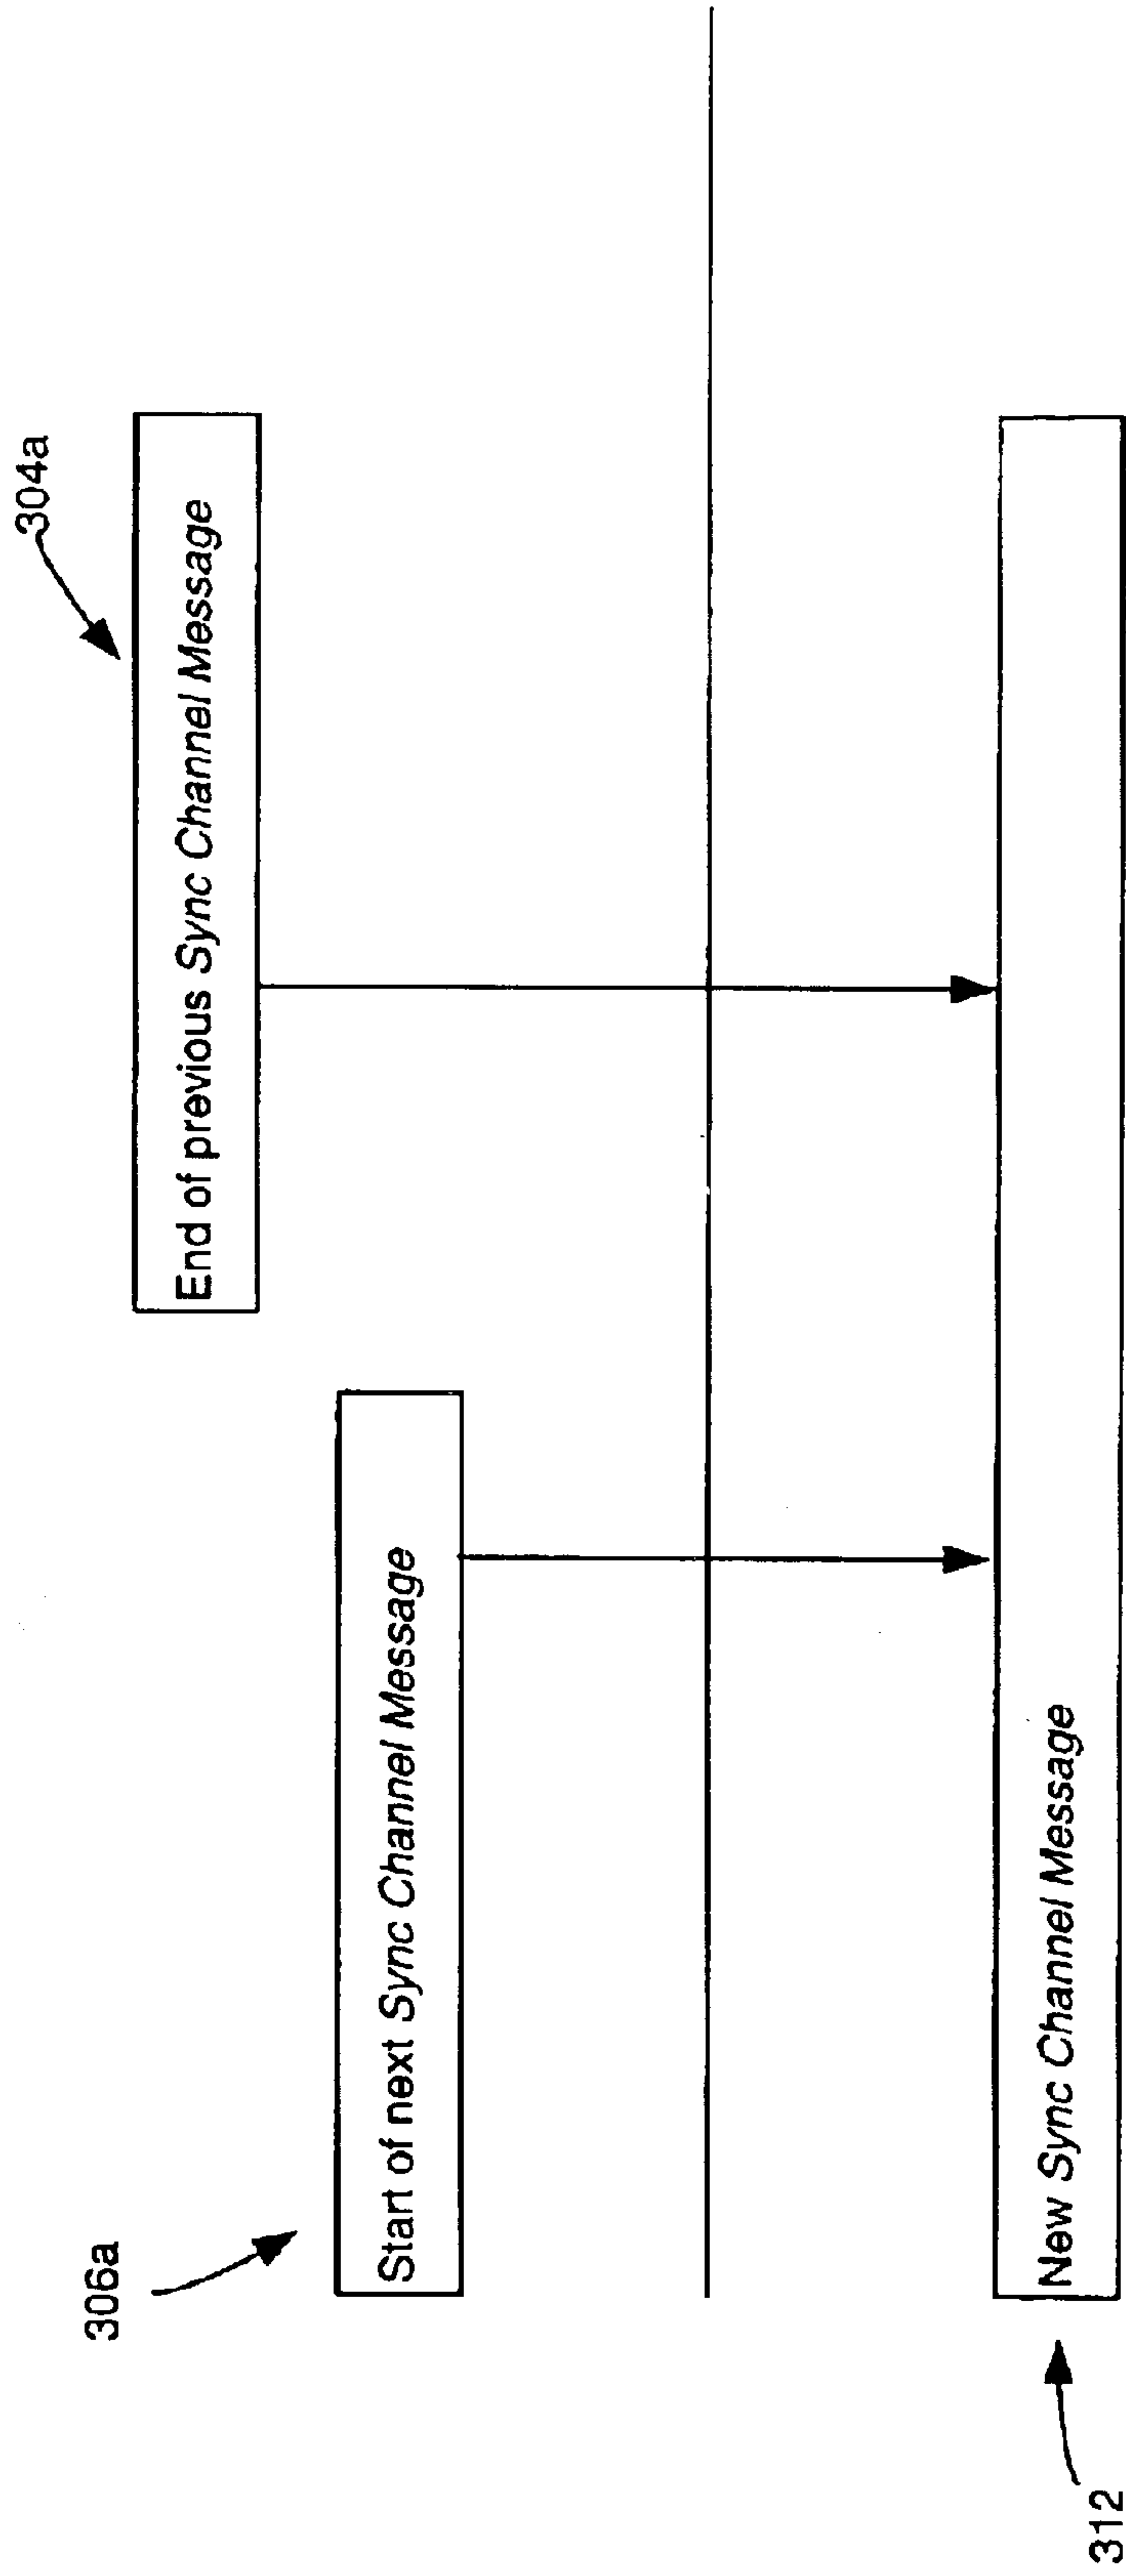 304a
End of previous Sync Channel Message
306a
Start of next Sync Channel Message
New Sync Channel Message
312